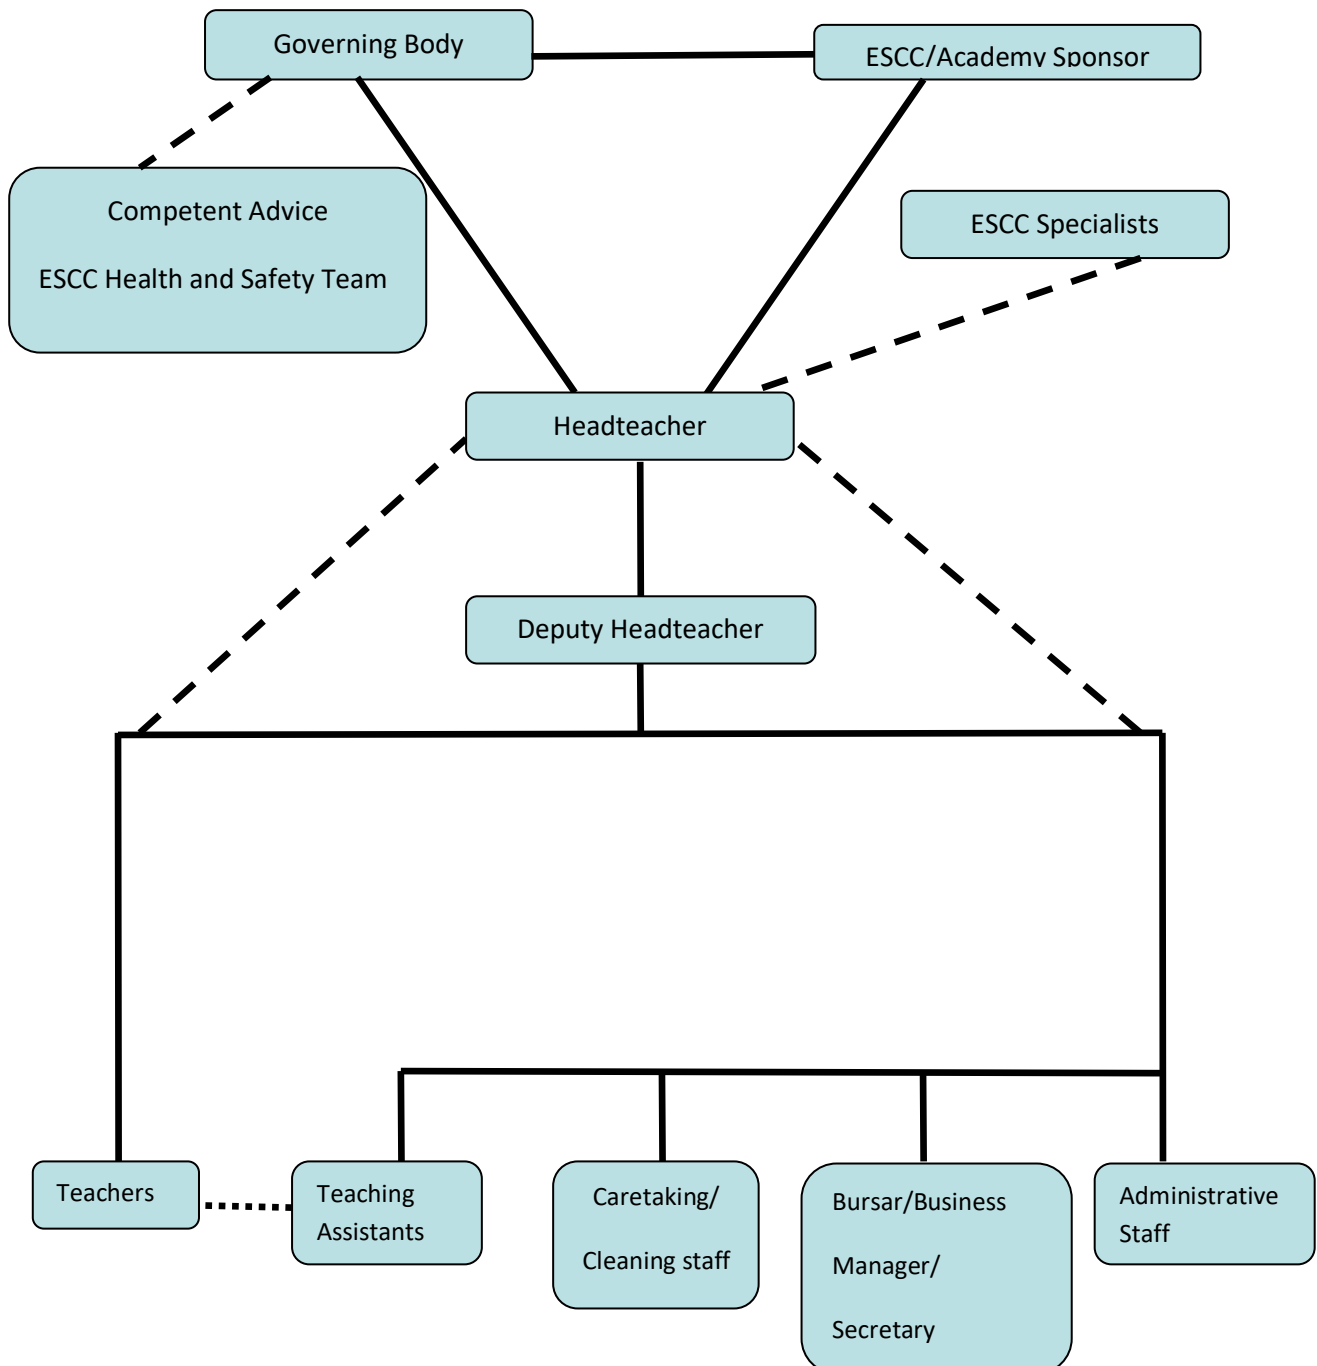 Governing Body
ESCC/Academy Sponsor
Competent Advice
ESCC Health and Safety Team
ESCC Specialists
Headteacher
Deputy Headteacher
Teachers
Teaching
Assistants
Caretaking/
Cleaning staff
Bursar/Business
Manager/
Secretary
Administrative
Staff